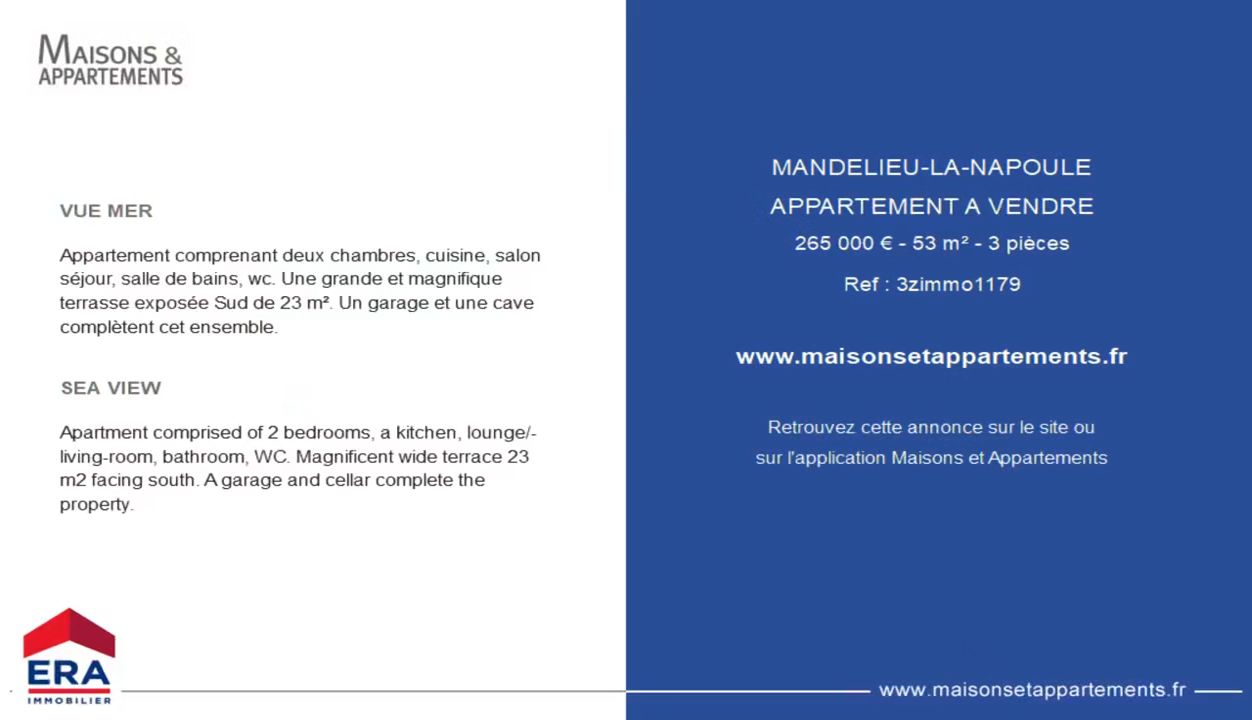 MAISONS &
APPARTEMENTS
VUE MER
Appartement comprenant deux chambres, cuisine, salon
séjour, salle de bains, wc. Une grande et magnifique
terrasse exposée Sud de 23 m². Un garage et une cave
complètent cet ensemble.
SEA VIEW
Apartment comprised of 2 bedrooms, a kitchen, lounge/-
living-room, bathroom, WC. Magnificent wide terrace 23
m2 facing south. A garage and cellar complete the
property.
ERA
IMMOBILIER
MANDELIEU-LA-NAPOULE
APPARTEMENT A VENDRE
265 000 € - 53 m² - 3 pièces
Ref : 3zimmo1179
www.maisonsetappartements.fr
Retrouvez cette annonce sur le site ou
sur l'application Maisons et Appartements
www.maisonsetappartements.fr